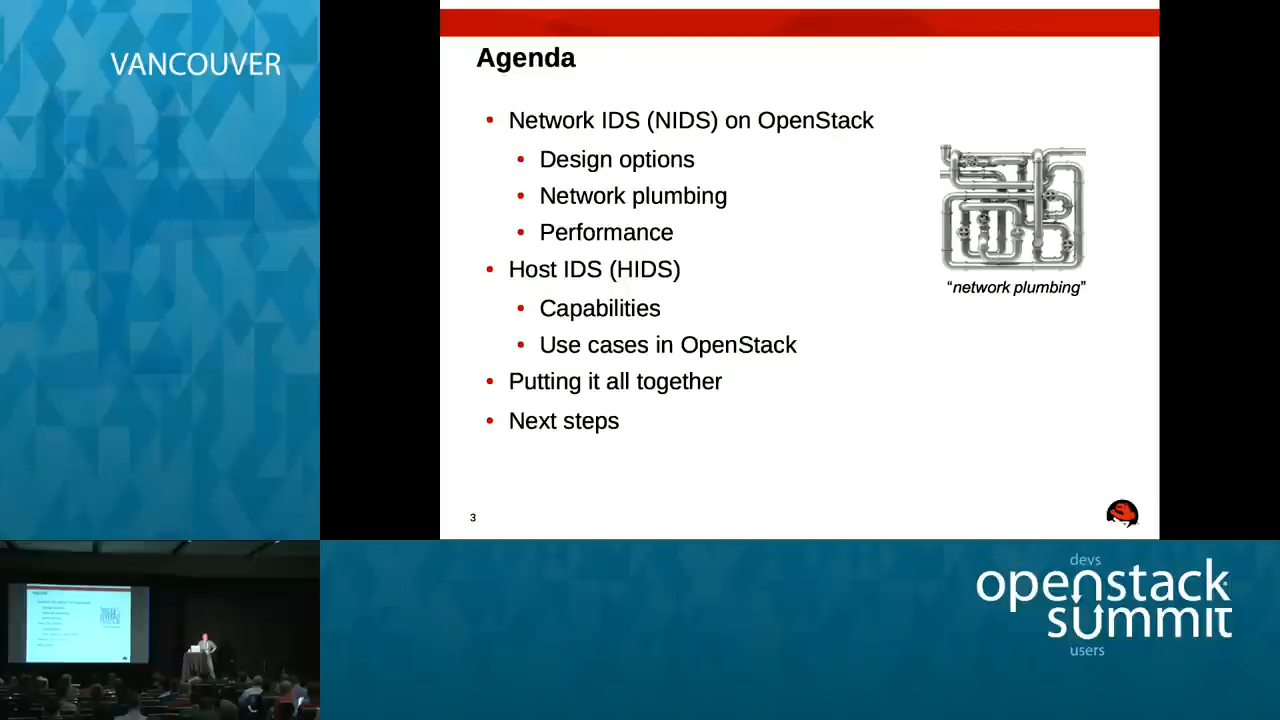 VANCOUVER
Agenda
• Network IDS (NIDS) on OpenStack
• Design options
• Network plumbing
• Performance
• Host IDS (HIDS)
• Capabilities
• Use cases in OpenStack
• Putting it all together
• Next steps
“network plumbing”
3
devs
openstack
summit
users